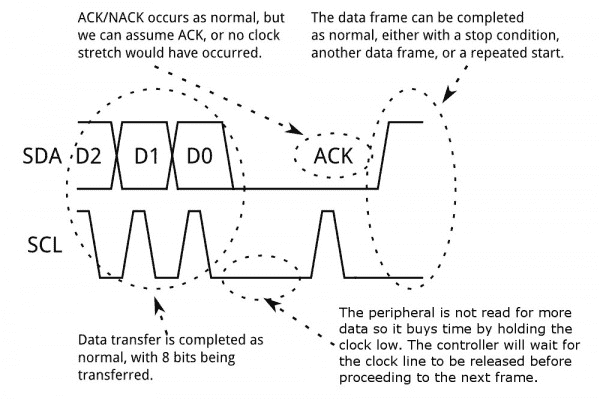 ACK/NACK occurs as normal, but
we can assume ACK, or no clock
stretch would have occurred.
The data frame can be completed
as normal, either with a stop condition,
another data frame, or a repeated start.
SDA D2 D1 D0 ACK
SCL
Data transfer is completed as
normal, with 8 bits being
transferred.
The peripheral is not read for more
data so it buys time by holding the
clock low. The controller will wait for
the clock line to be released before
proceeding to the next frame.